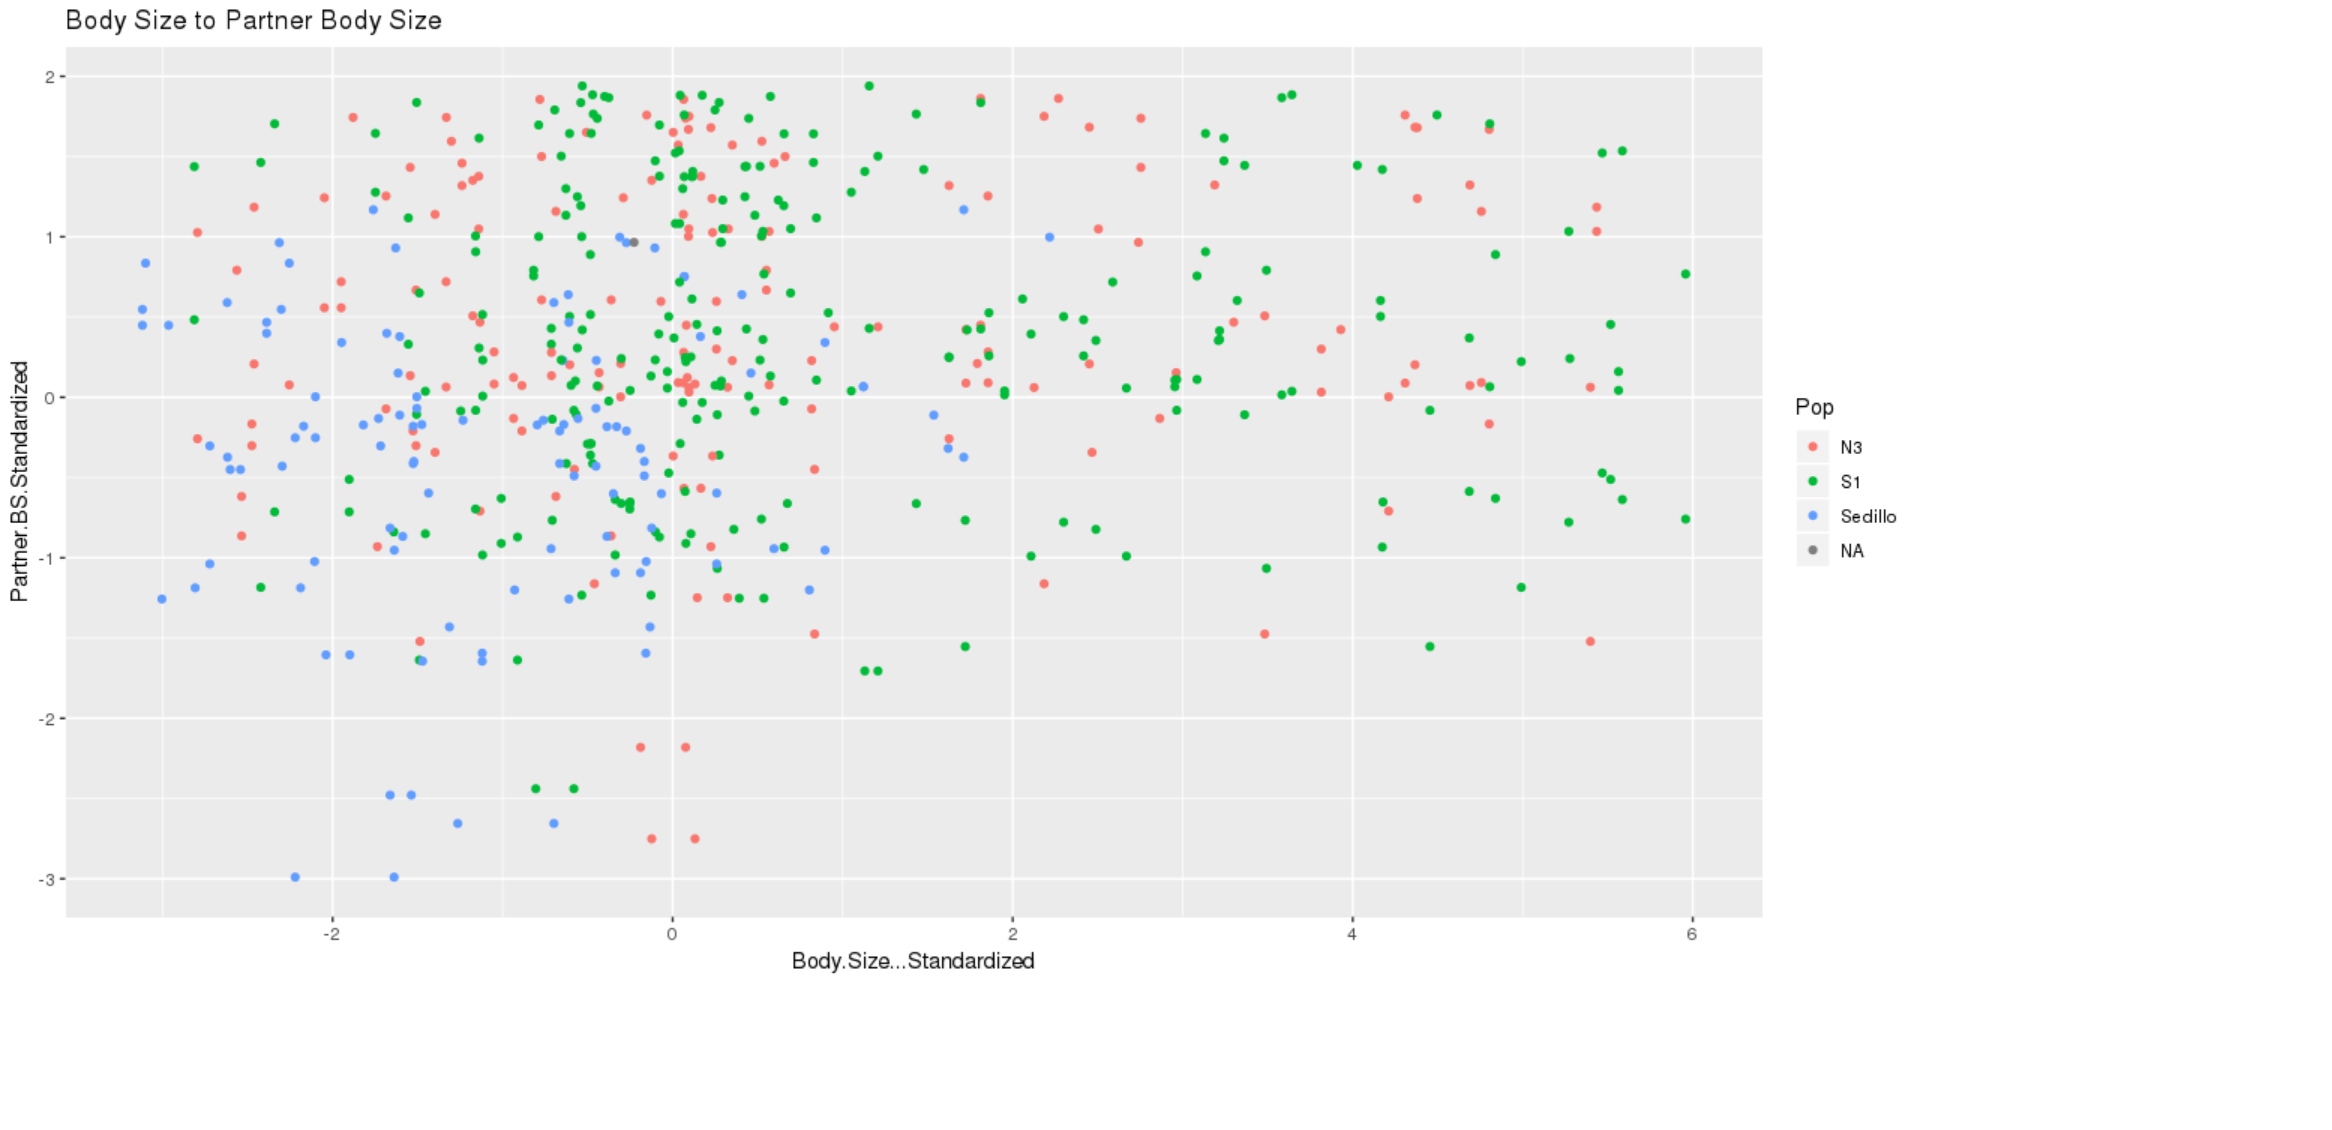 Body Size to Partner Body Size
Partner.BS.Standardized
2
1
0
-1
-2
-3
-2
0
2
4
6
Body.Size...Standardized
Pop
N3
S1
Sedillo
NA